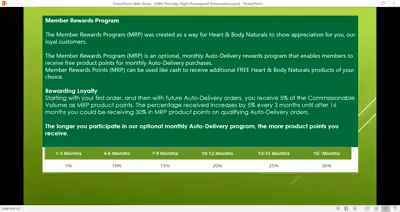 Member Rewards Program
The Member Rewards Program (MRP) was created as a way for Heart & Body Naturals to show appreciation for you, our
loyal customers.
The Member Rewards Program (MRP) is an optional, monthly Auto-Delivery rewards program that enables members to
receive free product points for monthly Auto-Delivery purchases.
Member Rewards Points (MRP) can be used like cash to receive additional FREE Heart & Body Naturals products of your
choice.
Rewarding Loyalty
Starting with your first order, and then with future Auto-Delivery orders, you receive 5% of the Commissionable
Volume as MRP product points. The percentage received increases by 5% every 3 months until after 16
months you could be receiving 30% in MRP product points on qualifying Auto-Delivery orders.
The longer you participate in our optional monthly Auto-Delivery program, the more product points you
receive.
1-3 Months 4-6 Months 7-9 Months 10-12 Months 13-15 Months 16+ Months
5% 10% 15% 20% 25% 30%